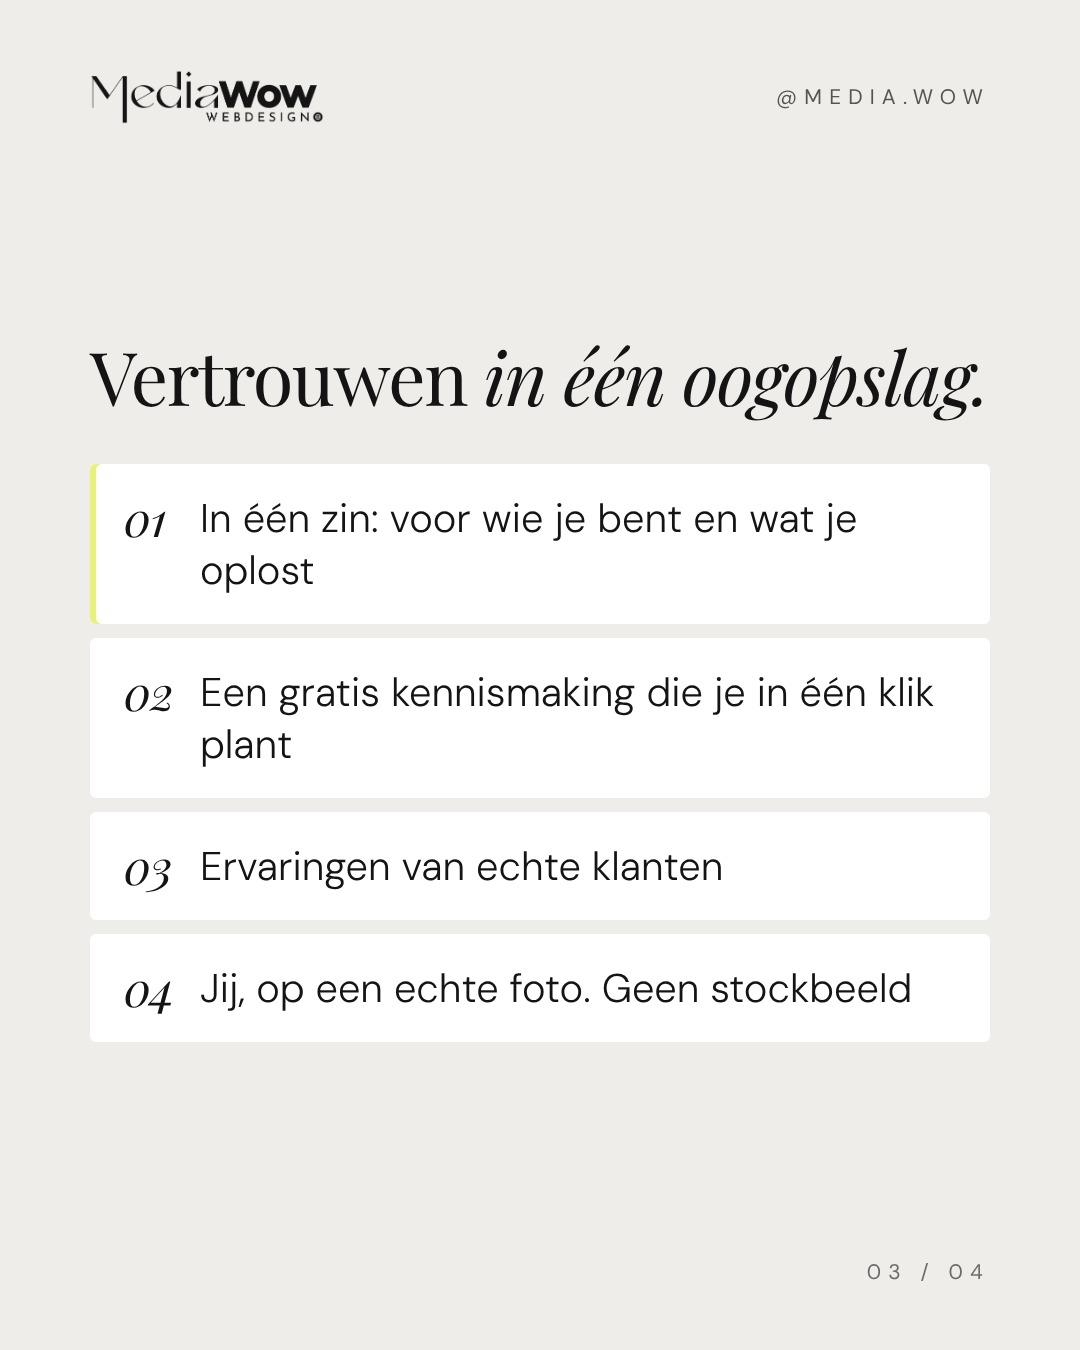 MediaWow
WEBDESIGN
@MEDIA.WOW
Vertrouwen in één oogopslag.
01 In één zin: voor wie je bent en wat je
oplost
02 Een gratis kennismaking die je in één klik
plant
03 Ervaringen van echte klanten
04 Jij, op een echte foto. Geen stockbeeld
03 / 04